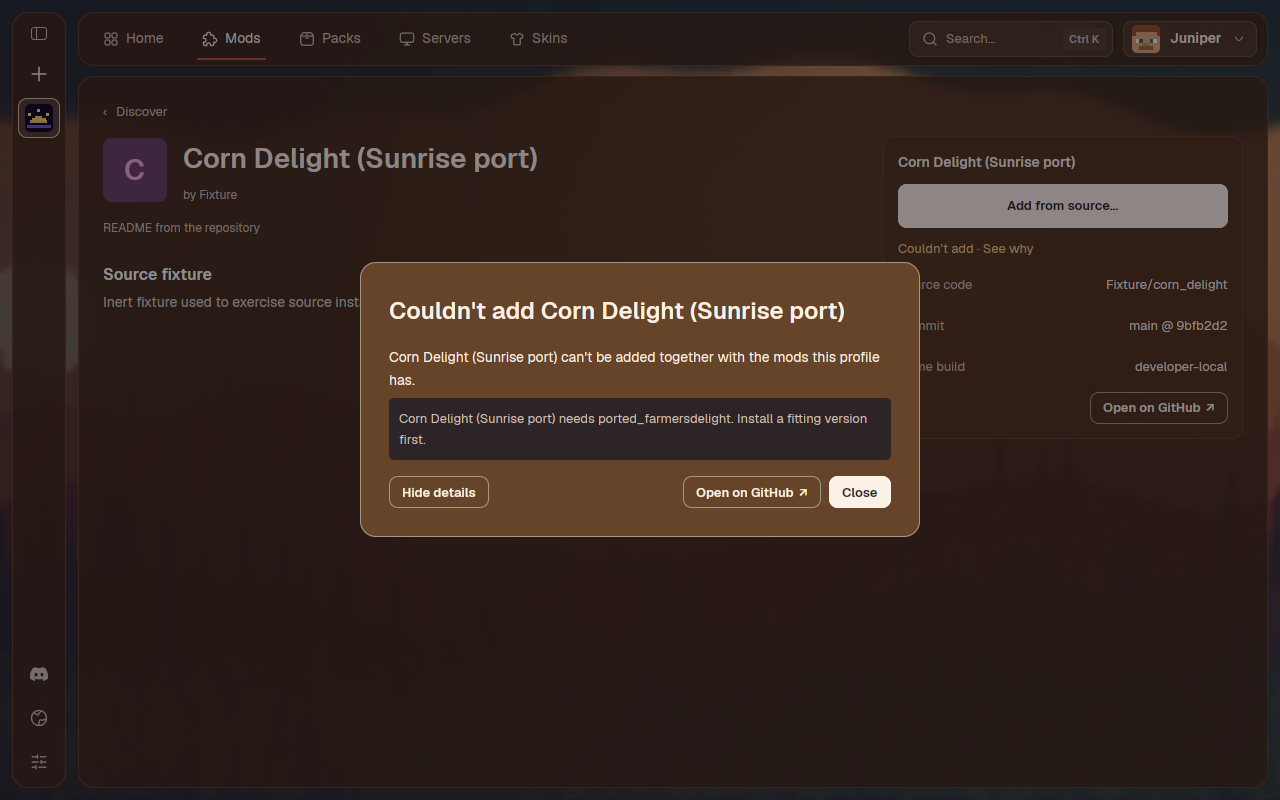 Home
Mods
Packs
Servers
Skins
Search...
Ctrl K
Juniper
‹ Discover
C
Corn Delight (Sunrise port)
by Fixture
README from the repository
Source fixture
Inert fixture used to exercise source inst
Corn Delight (Sunrise port)
Add from source...
Couldn't add · See why
rce code
Fixture/corn_delight
mit
main @ 9bfb2d2
e build
developer-local
Open on GitHub ↗
Couldn't add Corn Delight (Sunrise port)
Corn Delight (Sunrise port) can't be added together with the mods this profile
has.
Corn Delight (Sunrise port) needs ported_farmersdelight. Install a fitting version
first.
Hide details
Open on GitHub ↗
Close